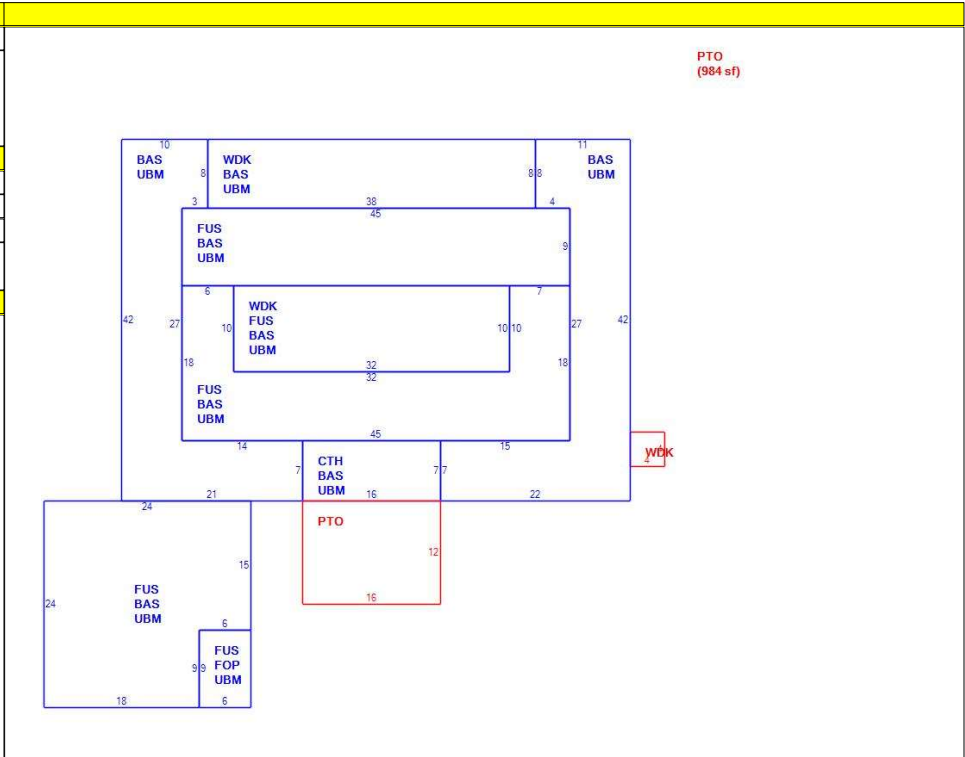 PTO
(984 sf)
10
11
BAS
UBM
WDK
BAS
UBM
BAS
UBM
8
8 8
3
38
4
45
FUS
BAS
UBM
9
6
7
WDK
FUS
BAS
UBM
42
27
10
10 10
27
42
18
32
32
18
FUS
BAS
UBM
45
14
15
WDK
4
CTH
BAS
UBM
7
7 7
21
16
22
24
PTO
12
15
FUS
BAS
UBM
24
16
6
FUS
FOP
UBM
9 9
18
6